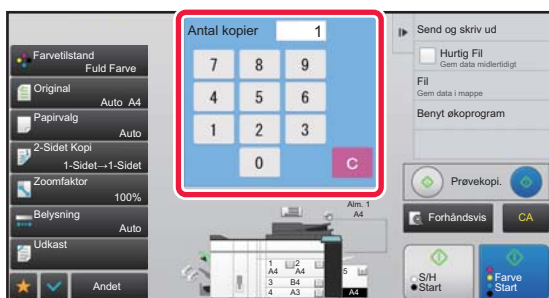 Farvetilstand
Fuld Farve
Original
Auto A4
Papirvalg
Auto
2-Sidet Kopi
1-Sidet→1-Sidet
Zoomfaktor
100%
Belysning
Auto
Udkast
Andet
Antal kopier 1
7 8 9
4 5 6
1 2 3
0 C
Alm. 1
A4
1 2
A4 A4
3 B4
4 A3
5
A4
Send og skriv ud
Hurtig Fil
Gem data midlertidigt
Fil
Gem data i mappe
Benyt økoprogram
Prøvekopi.
Forhåndsvis CA
S/H
Start
Farve
Start